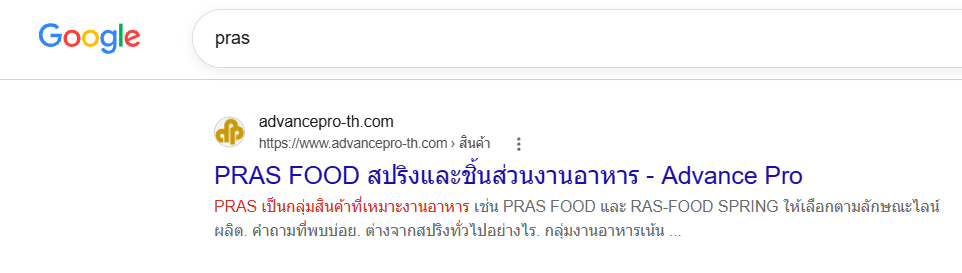 Google
pras
advancepro-th.com
https://www.advancepro-th.com › สินค้า
PRAS FOOD สปริงและชิ้นส่วนงานอาหาร - Advance Pro
PRAS เป็นกลุ่มสินค้าที่เหมาะงานอาหาร เช่น PRAS FOOD และ RAS-FOOD SPRING ให้เลือกตามลักษณะไลน์
ผลิต. คำถามที่พบบ่อย. ต่างจากสปริงทั่วไปอย่างไร. กลุ่มงานอาหารเน้น ...